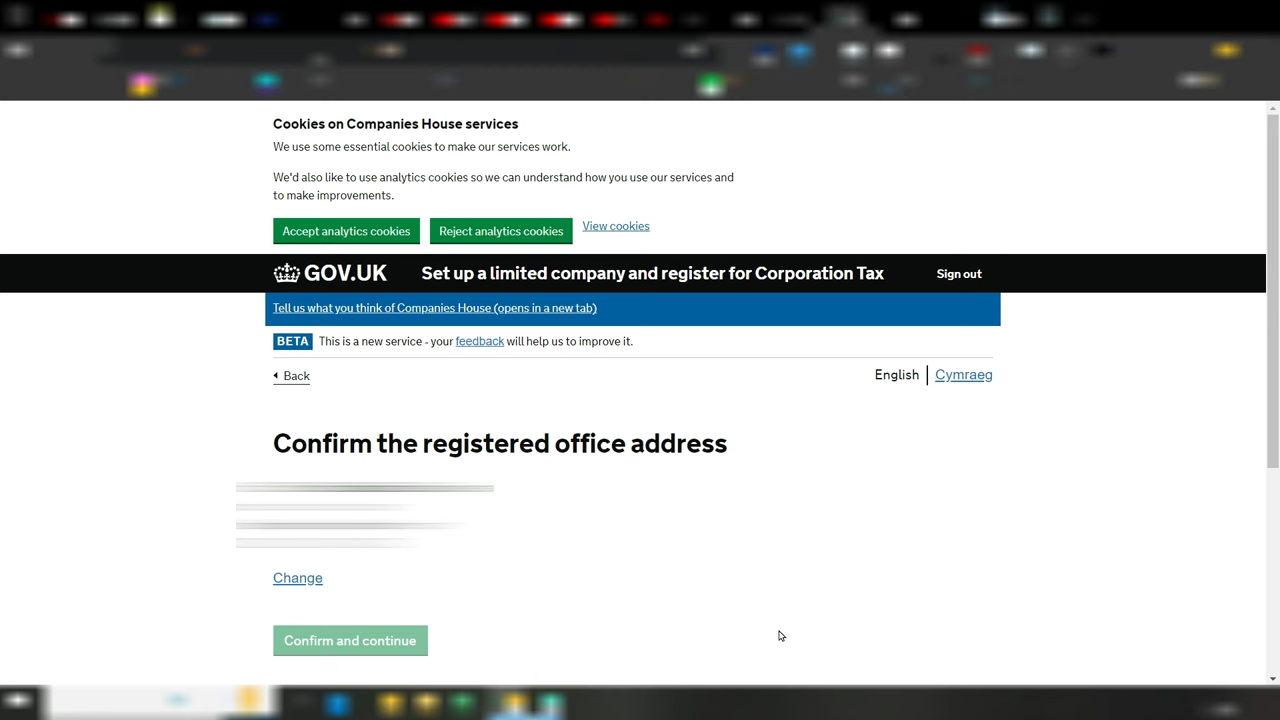 Cookies on Companies House services
We use some essential cookies to make our services work.
We'd also like to use analytics cookies so we can understand how you use our services and
to make improvements.
Accept analytics cookies Reject analytics cookies View cookies
GOV.UK Set up a limited company and register for Corporation Tax Sign out
Tell us what you think of Companies House (opens in a new tab)
BETA This is a new service - your feedback will help us to improve it.
Back English Cymraeg
Confirm the registered office address
Change
Confirm and continue